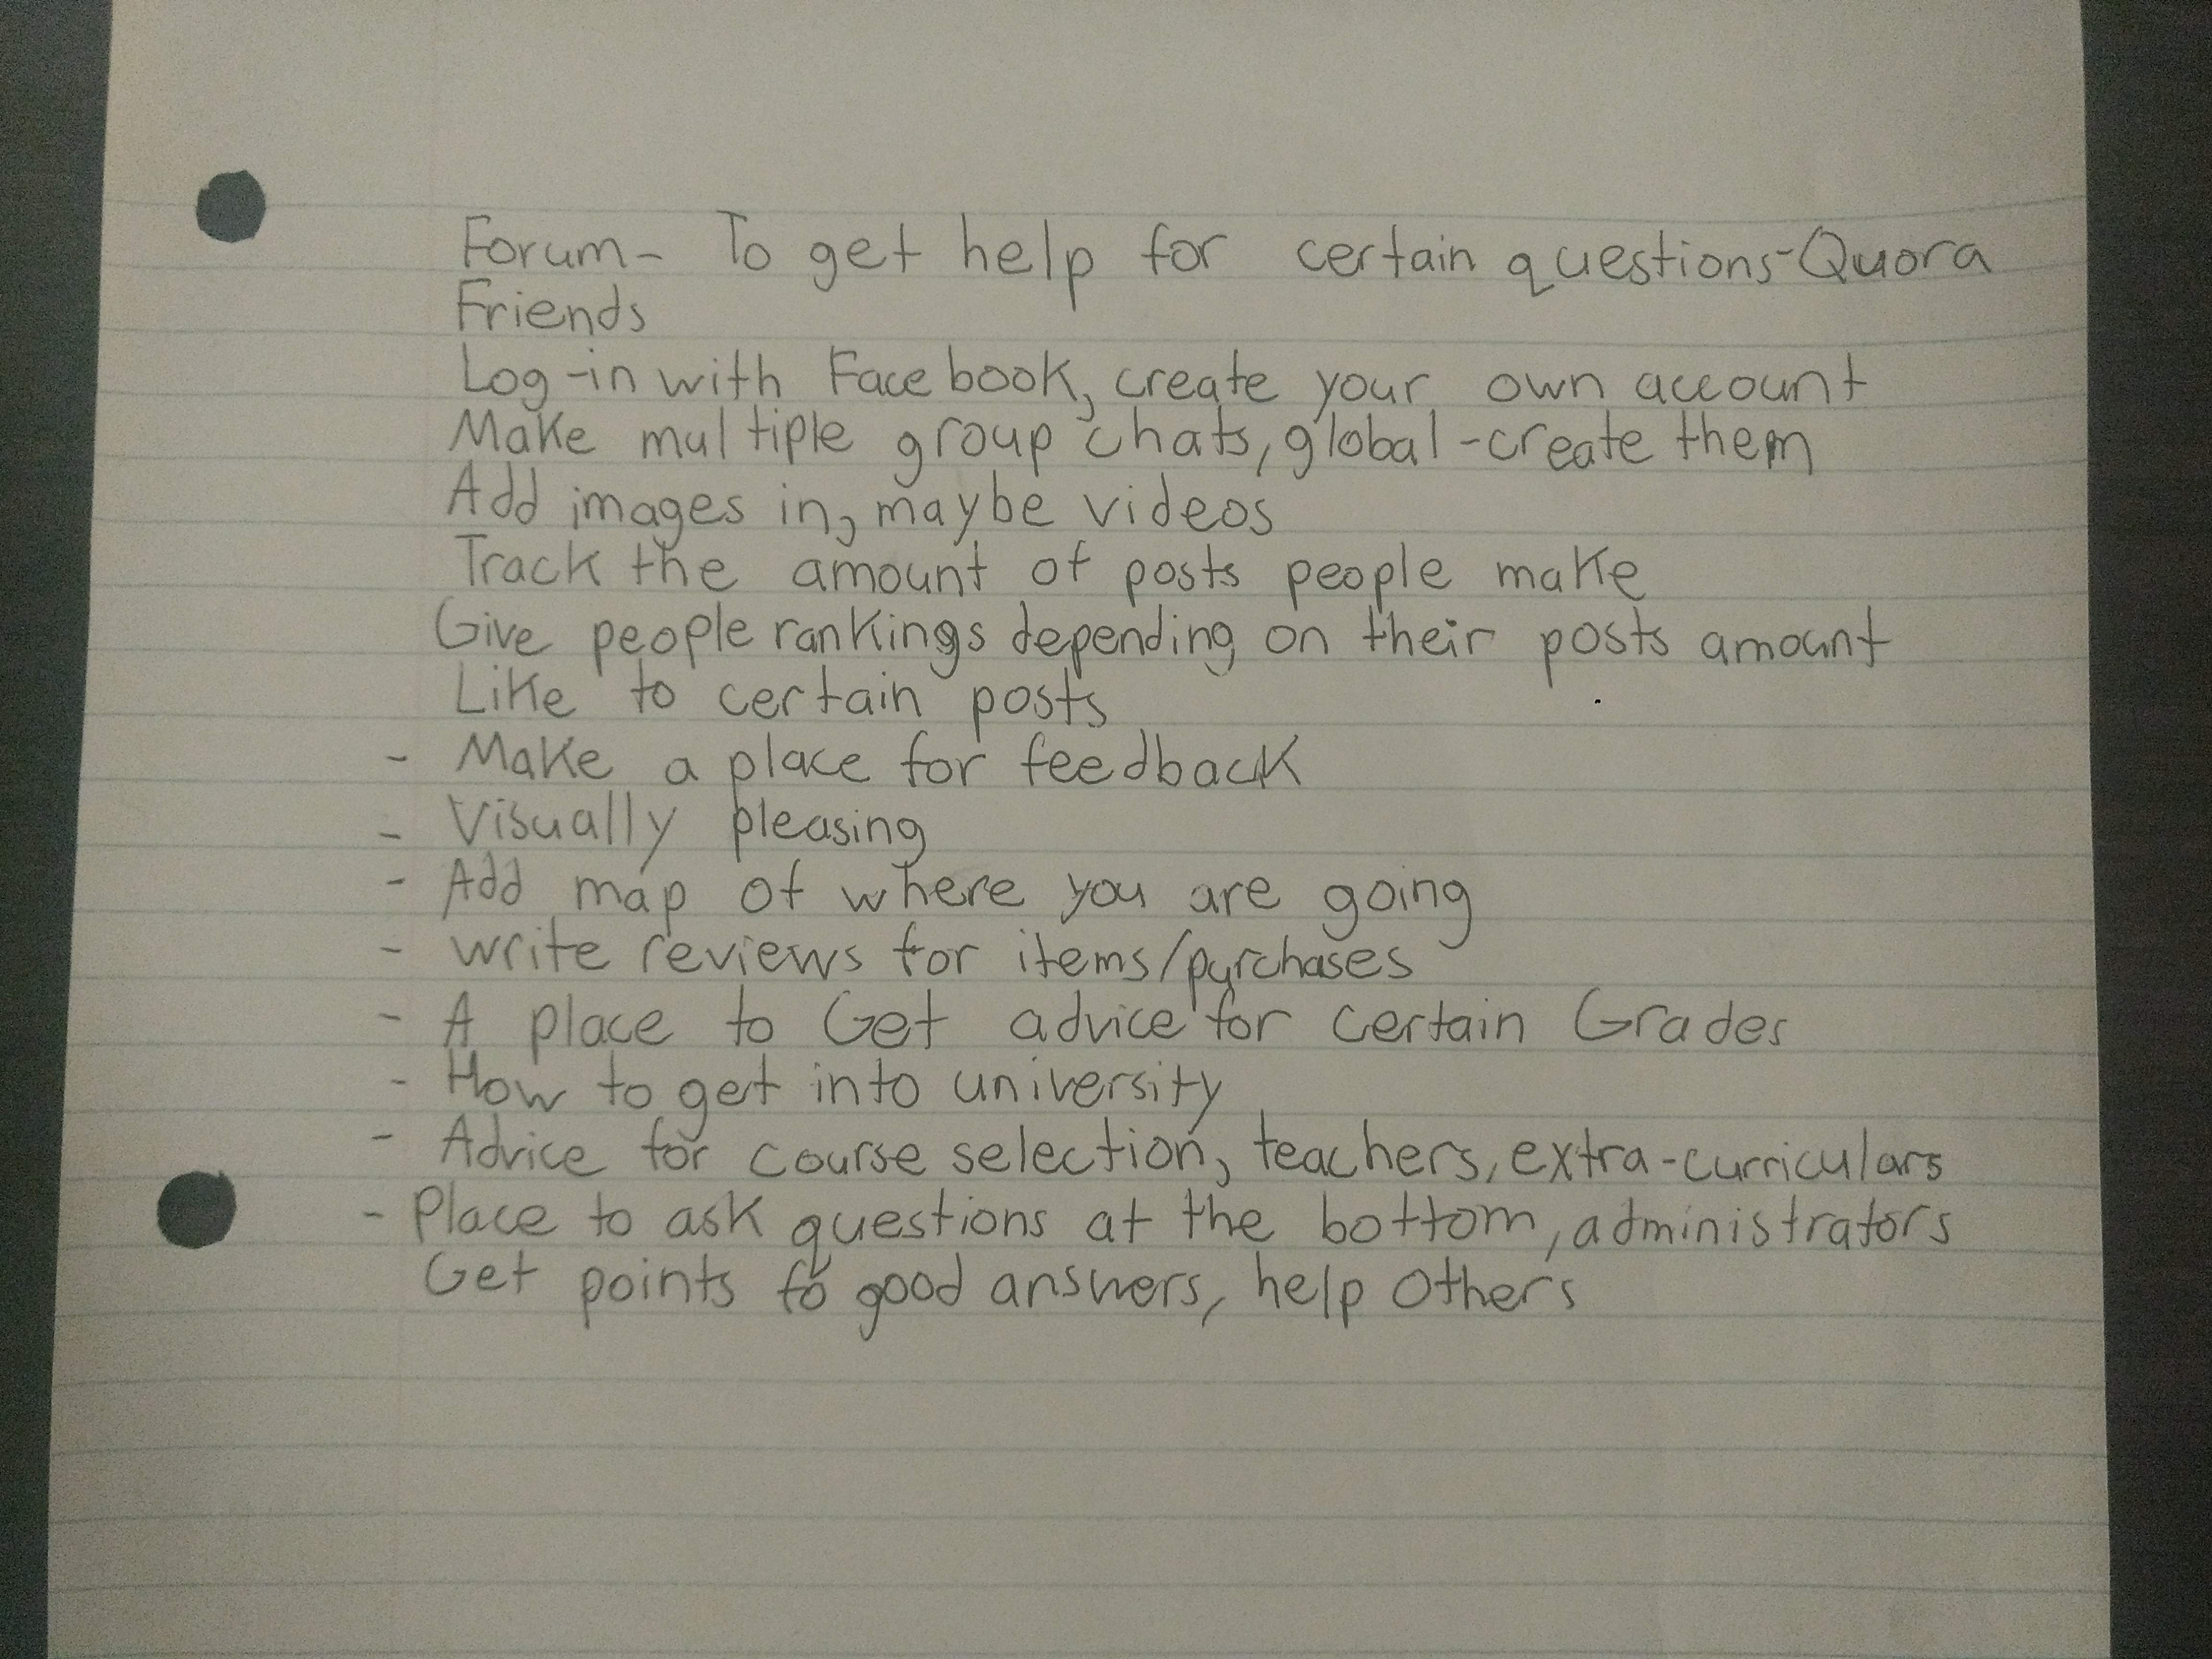 Forum- To get help for certain questions-Quora
Friends
Log-in with Facebook, create your own account
Make multiple group chats, global-create them
Add images in, maybe videos
Track the amount of posts people make
Give people rankings depending on their posts amount
Like to certain posts
- Make a place for feedback
- Visually pleasing
- Add map of where you are going
- write reviews for items/purchases
- A place to Get advice for certain Grades
- How to get into university
- Advice for course selection, teachers, extra-curriculars
- Place to ask questions at the bottom, administrators
Get points fo good answers, help others